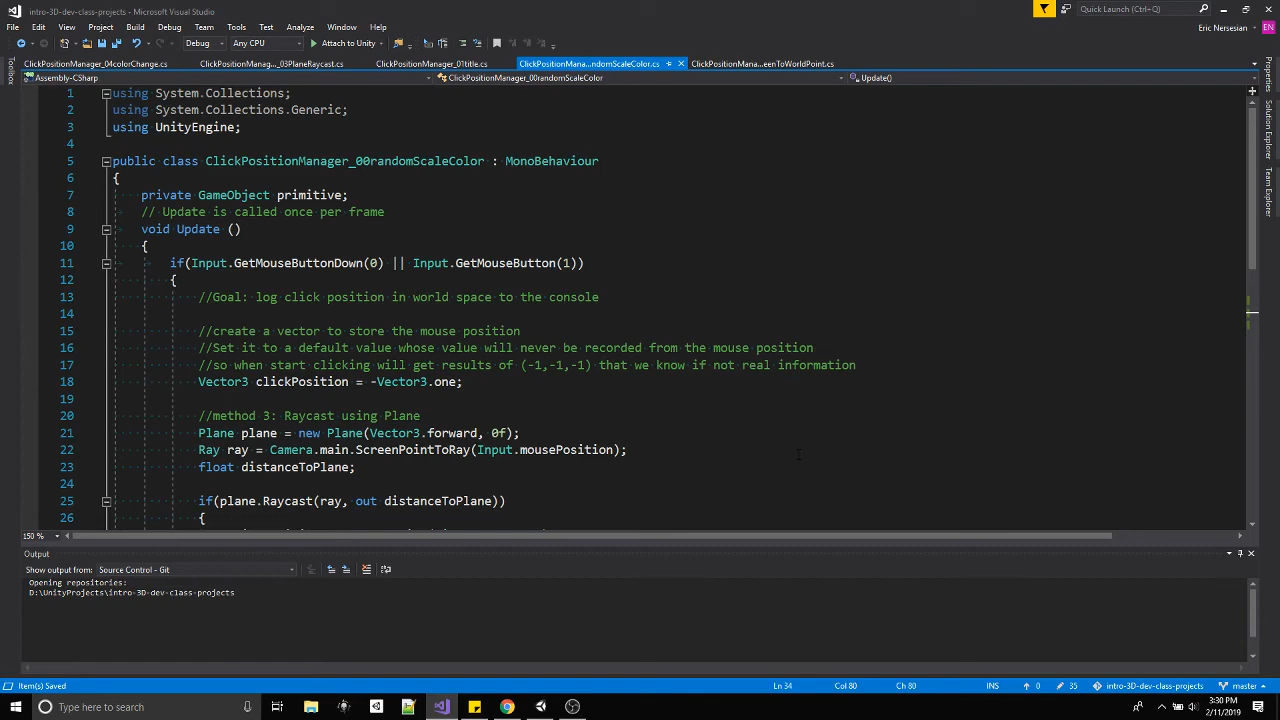 intro-3D-dev-class-projects - Microsoft Visual Studio
Quick Launch (Ctrl+Q)
File Edit View Project Build Debug Team Tools Test Analyze Window Help
Eric Nersesian EN
Debug Any CPU Attach to Unity
ClickPositionManager_04colorChange.cs ClickPositionMana..._03PlaneRaycast.cs ClickPositionManager_01title.cs ClickPositionMana...ndomScaleColor.cs ClickPositionMana...eenToWorldPoint.cs
Assembly-CSharp ClickPositionManager_00randomScaleColor Update()
Toolbox
Properties
Solution Explorer
Team Explorer
1 using System.Collections;
2 using System.Collections.Generic;
3 using UnityEngine;
4
5 public class ClickPositionManager_00randomScaleColor : MonoBehaviour
6 {
7 private GameObject primitive;
8 // Update is called once per frame
9 void Update ()
10 {
11 if(Input.GetMouseButtonDown(0) || Input.GetMouseButton(1))
12 {
13 //Goal: log click position in world space to the console
14
15 //create a vector to store the mouse position
16 //Set it to a default value whose value will never be recorded from the mouse position
17 //so when start clicking will get results of (-1,-1,-1) that we know if not real information
18 Vector3 clickPosition = -Vector3.one;
19
20 //method 3: Raycast using Plane
21 Plane plane = new Plane(Vector3.forward, 0f);
22 Ray ray = Camera.main.ScreenPointToRay(Input.mousePosition);
23 float distanceToPlane;
24
25 if(plane.Raycast(ray, out distanceToPlane))
26 {
150 %
Output
Show output from: Source Control - Git
Opening repositories:
D:\UnityProjects\intro-3D-dev-class-projects
Item(s) Saved Ln 34 Col 80 Ch 80 INS 0 35 intro-3D-dev-class-projects master
Type here to search
3:30 PM
2/11/2019